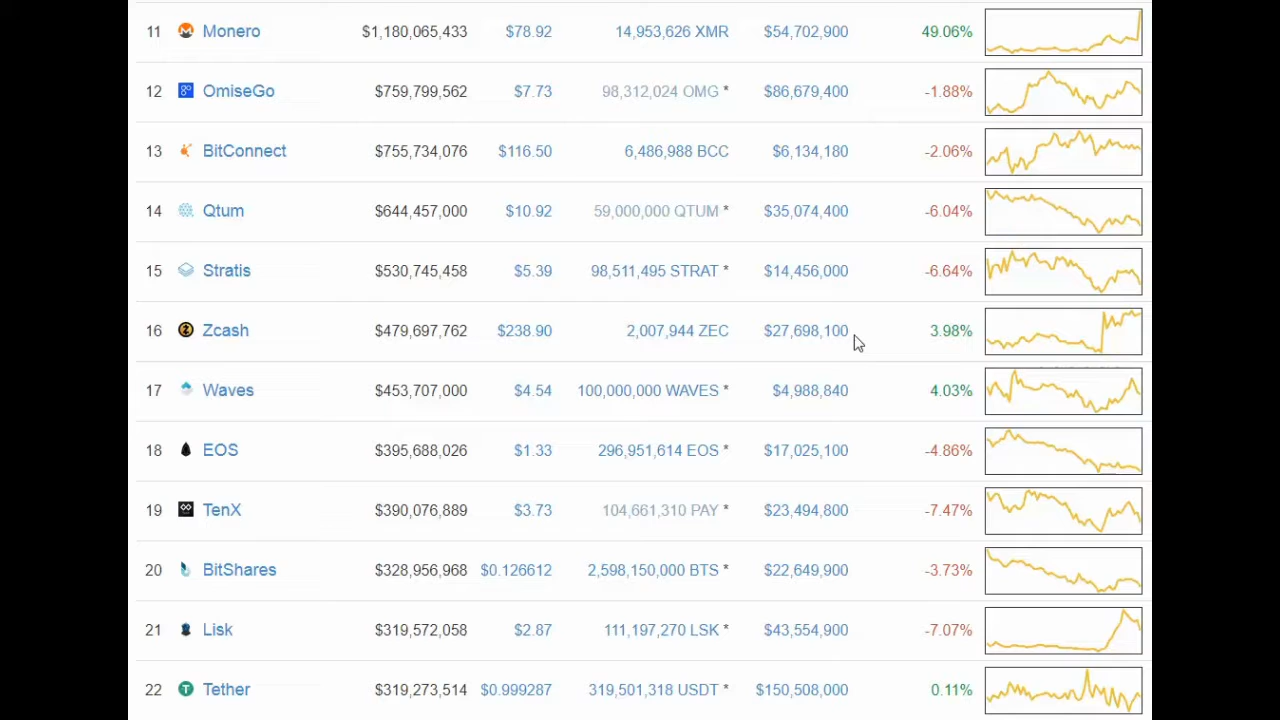 11 Monero $1,180,065,433 $78.92 14,953,626 XMR $54,702,900 49.06%
12 OmiseGo $759,799,562 $7.73 98,312,024 OMG * $86,679,400 -1.88%
13 BitConnect $755,734,076 $116.50 6,486,988 BCC $6,134,180 -2.06%
14 Qtum $644,457,000 $10.92 59,000,000 QTUM * $35,074,400 -6.04%
15 Stratis $530,745,458 $5.39 98,511,495 STRAT * $14,456,000 -6.64%
16 Zcash $479,697,762 $238.90 2,007,944 ZEC $27,698,100 3.98%
17 Waves $453,707,000 $4.54 100,000,000 WAVES * $4,988,840 4.03%
18 EOS $395,688,026 $1.33 296,951,614 EOS * $17,025,100 -4.86%
19 TenX $390,076,889 $3.73 104,661,310 PAY * $23,494,800 -7.47%
20 BitShares $328,956,968 $0.126612 2,598,150,000 BTS * $22,649,900 -3.73%
21 Lisk $319,572,058 $2.87 111,197,270 LSK * $43,554,900 -7.07%
22 Tether $319,273,514 $0.999287 319,501,318 USDT * $150,508,000 0.11%